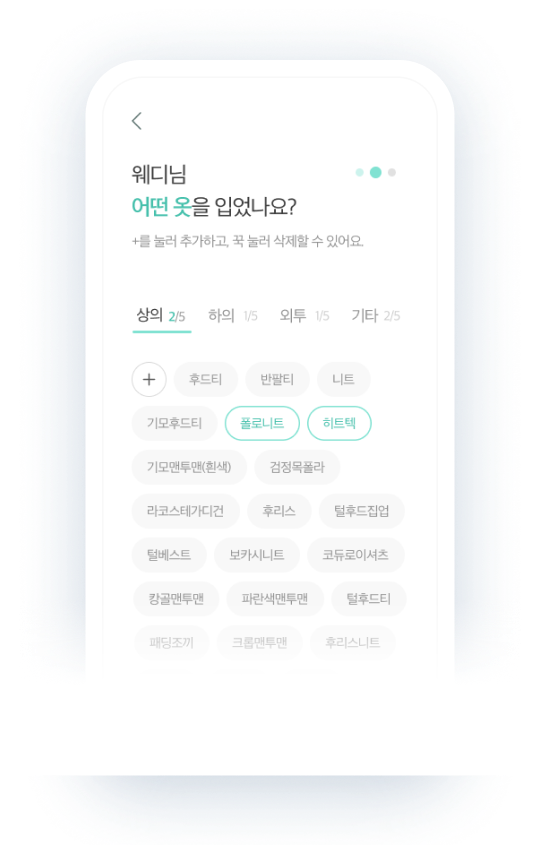 웨디님
어떤 옷을 입었나요?
+를 눌러 추가하고, 꾹 눌러 삭제할 수 있어요.
상의 2/5 하의 1/5 외투 1/5 기타 2/5
+ 후드티 반팔티 니트
기모후드티 폴로니트 히트텍
기모맨투맨(흰색) 검정목폴라
라코스테가디건 후리스 털후드집업
털베스트 보카시니트 코듀로이셔츠
캉골맨투맨 파란색맨투맨 털후드티
패딩조끼 크롭맨투맨 후리스니트